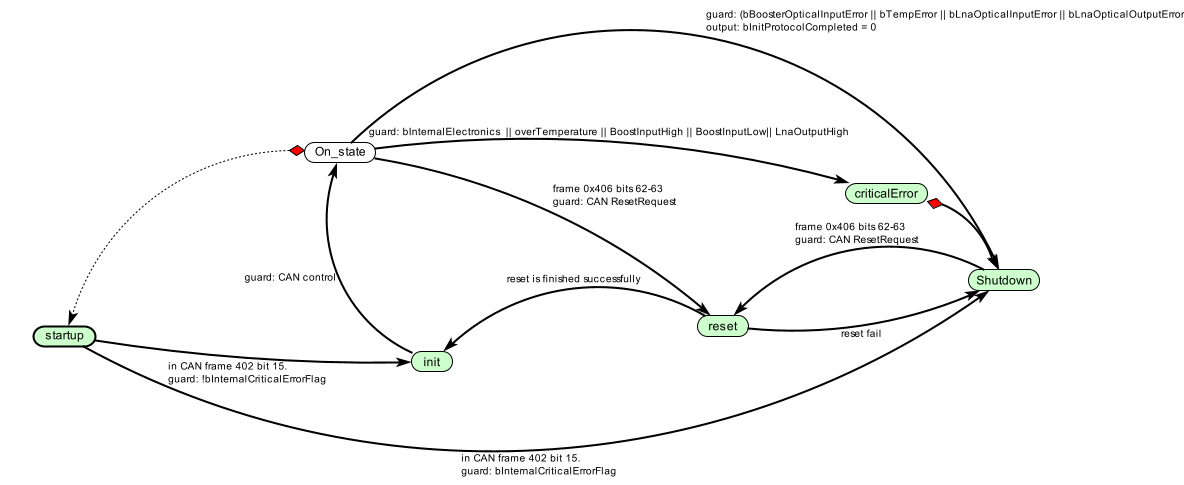 guard: (bBoosterOpticalInputError || bTempError || bLnaOpticalInputError || bLnaOpticalOutputError
output: bInitProtocolCompleted = 0
guard: bInternalElectronics || overTemperature || BoostInputHigh || BoostInputLow|| LnaOutputHigh
On_state
frame 0x406 bits 62-63
guard: CAN ResetRequest
criticalError
frame 0x406 bits 62-63
guard: CAN ResetRequest
guard: CAN control
reset is finished successfully
Shutdown
startup
reset
reset fail
init
in CAN frame 402 bit 15.
guard: !bInternalCriticalErrorFlag
in CAN frame 402 bit 15.
guard: bInternalCriticalErrorFlag